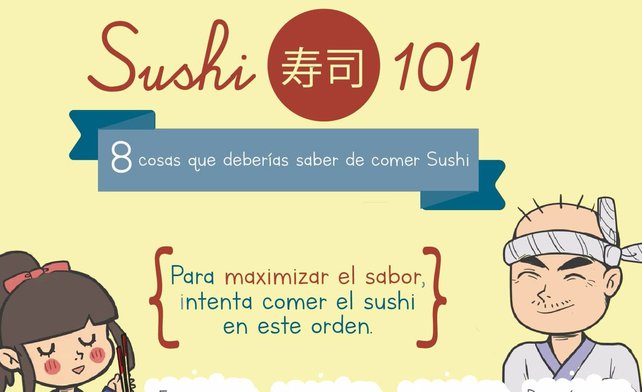 Sushi 寿司 101
8 cosas que deberías saber de comer Sushi
Para maximizar el sabor,
intenta comer el sushi
en este orden.